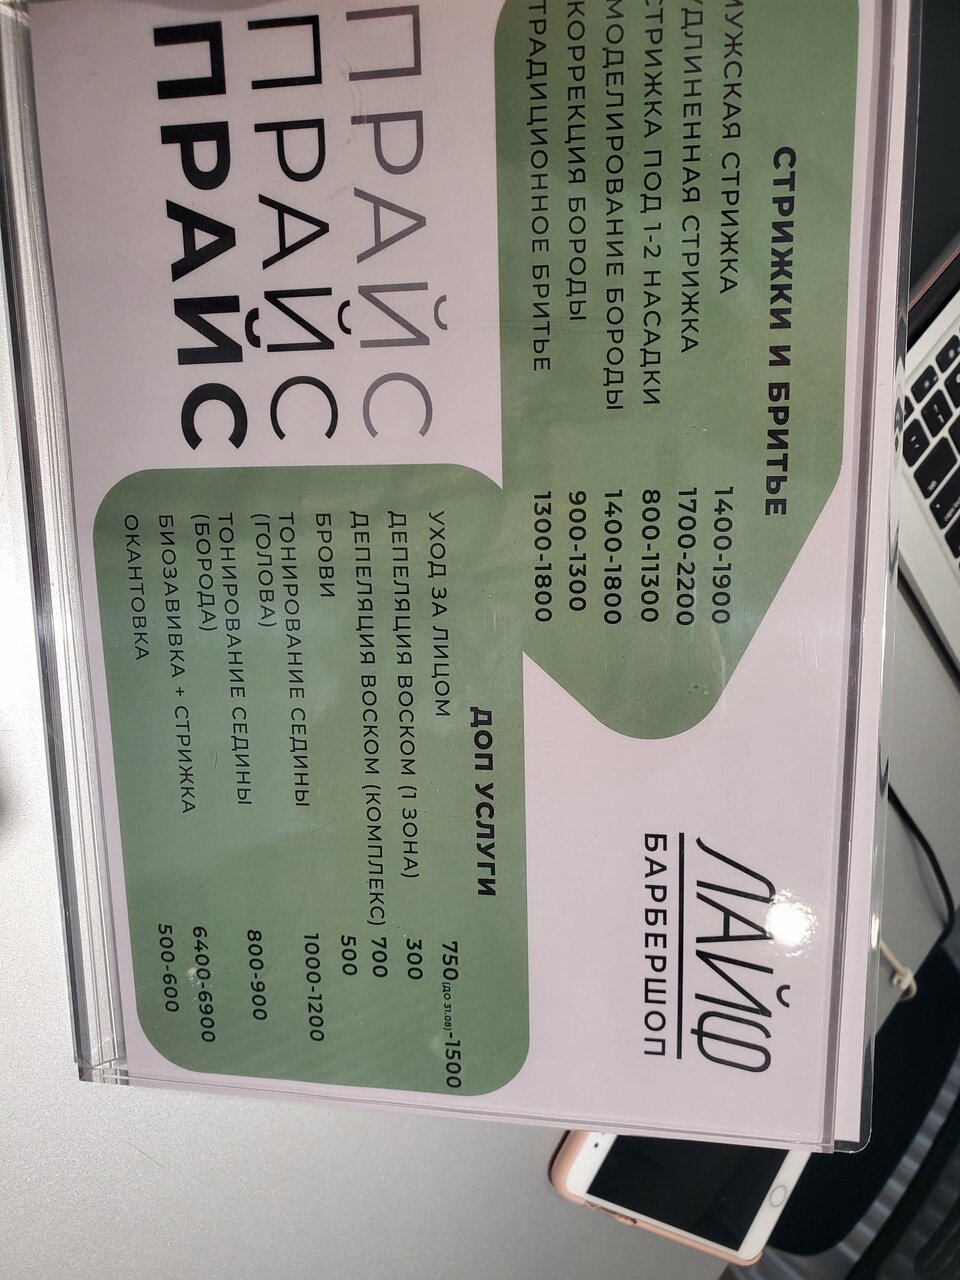 ЛАЙФ
БАРБЕРШОП
СТРИЖКИ И БРИТЬЕ
МУЖСКАЯ СТРИЖКА 1400-1900
УДЛИНЕННАЯ СТРИЖКА 1700-2200
СТРИЖКА ПОД 1-2 НАСАДКИ 800-11300
МОДЕЛИРОВАНИЕ БОРОДЫ 1400-1800
КОРРЕКЦИЯ БОРОДЫ 900-1300
ТРАДИЦИОННОЕ БРИТЬЕ 1300-1800
ПРАЙС
ПРАЙС
ПРАЙС
ДОП УСЛУГИ
УХОД ЗА ЛИЦОМ 750(ДО 31.08)-1500
ДЕПЕЛЯЦИЯ ВОСКОМ (1 ЗОНА) 300
ДЕПЕЛЯЦИЯ ВОСКОМ (КОМПЛЕКС) 700
БРОВИ 500
ТОНИРОВАНИЕ СЕДИНЫ 1000-1200
(ГОЛОВА)
ТОНИРОВАНИЕ СЕДИНЫ 800-900
(БОРОДА)
БИОЗАВИВКА + СТРИЖКА 6400-6900
ОКАНТОВКА 500-600